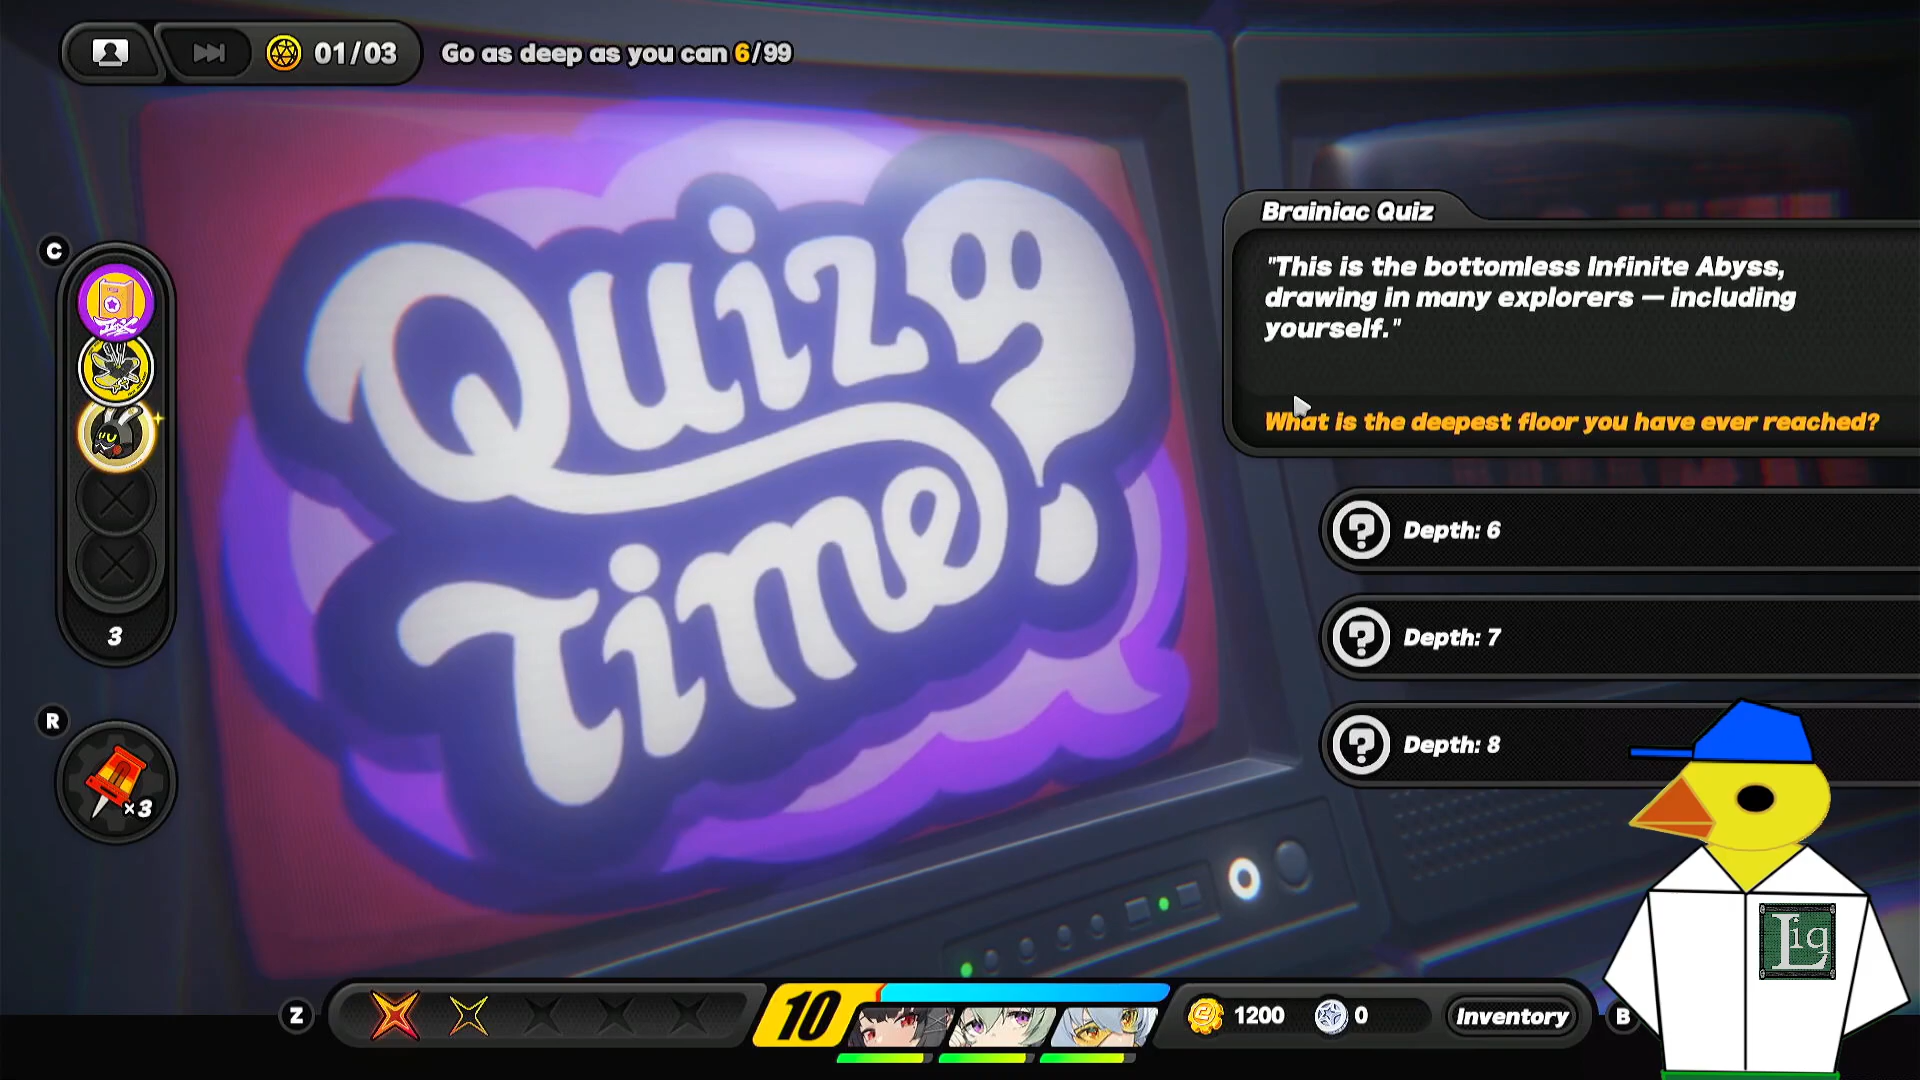 01/03
Go as deep as you can 6/99
Quiz
Time!
Brainiac Quiz
"This is the bottomless Infinite Abyss,
drawing in many explorers — including
yourself."
What is the deepest floor you have ever reached?
Depth: 6
Depth: 7
Depth: 8
C
3
R
×3
Lig
Z
10
1200
0
Inventory
B